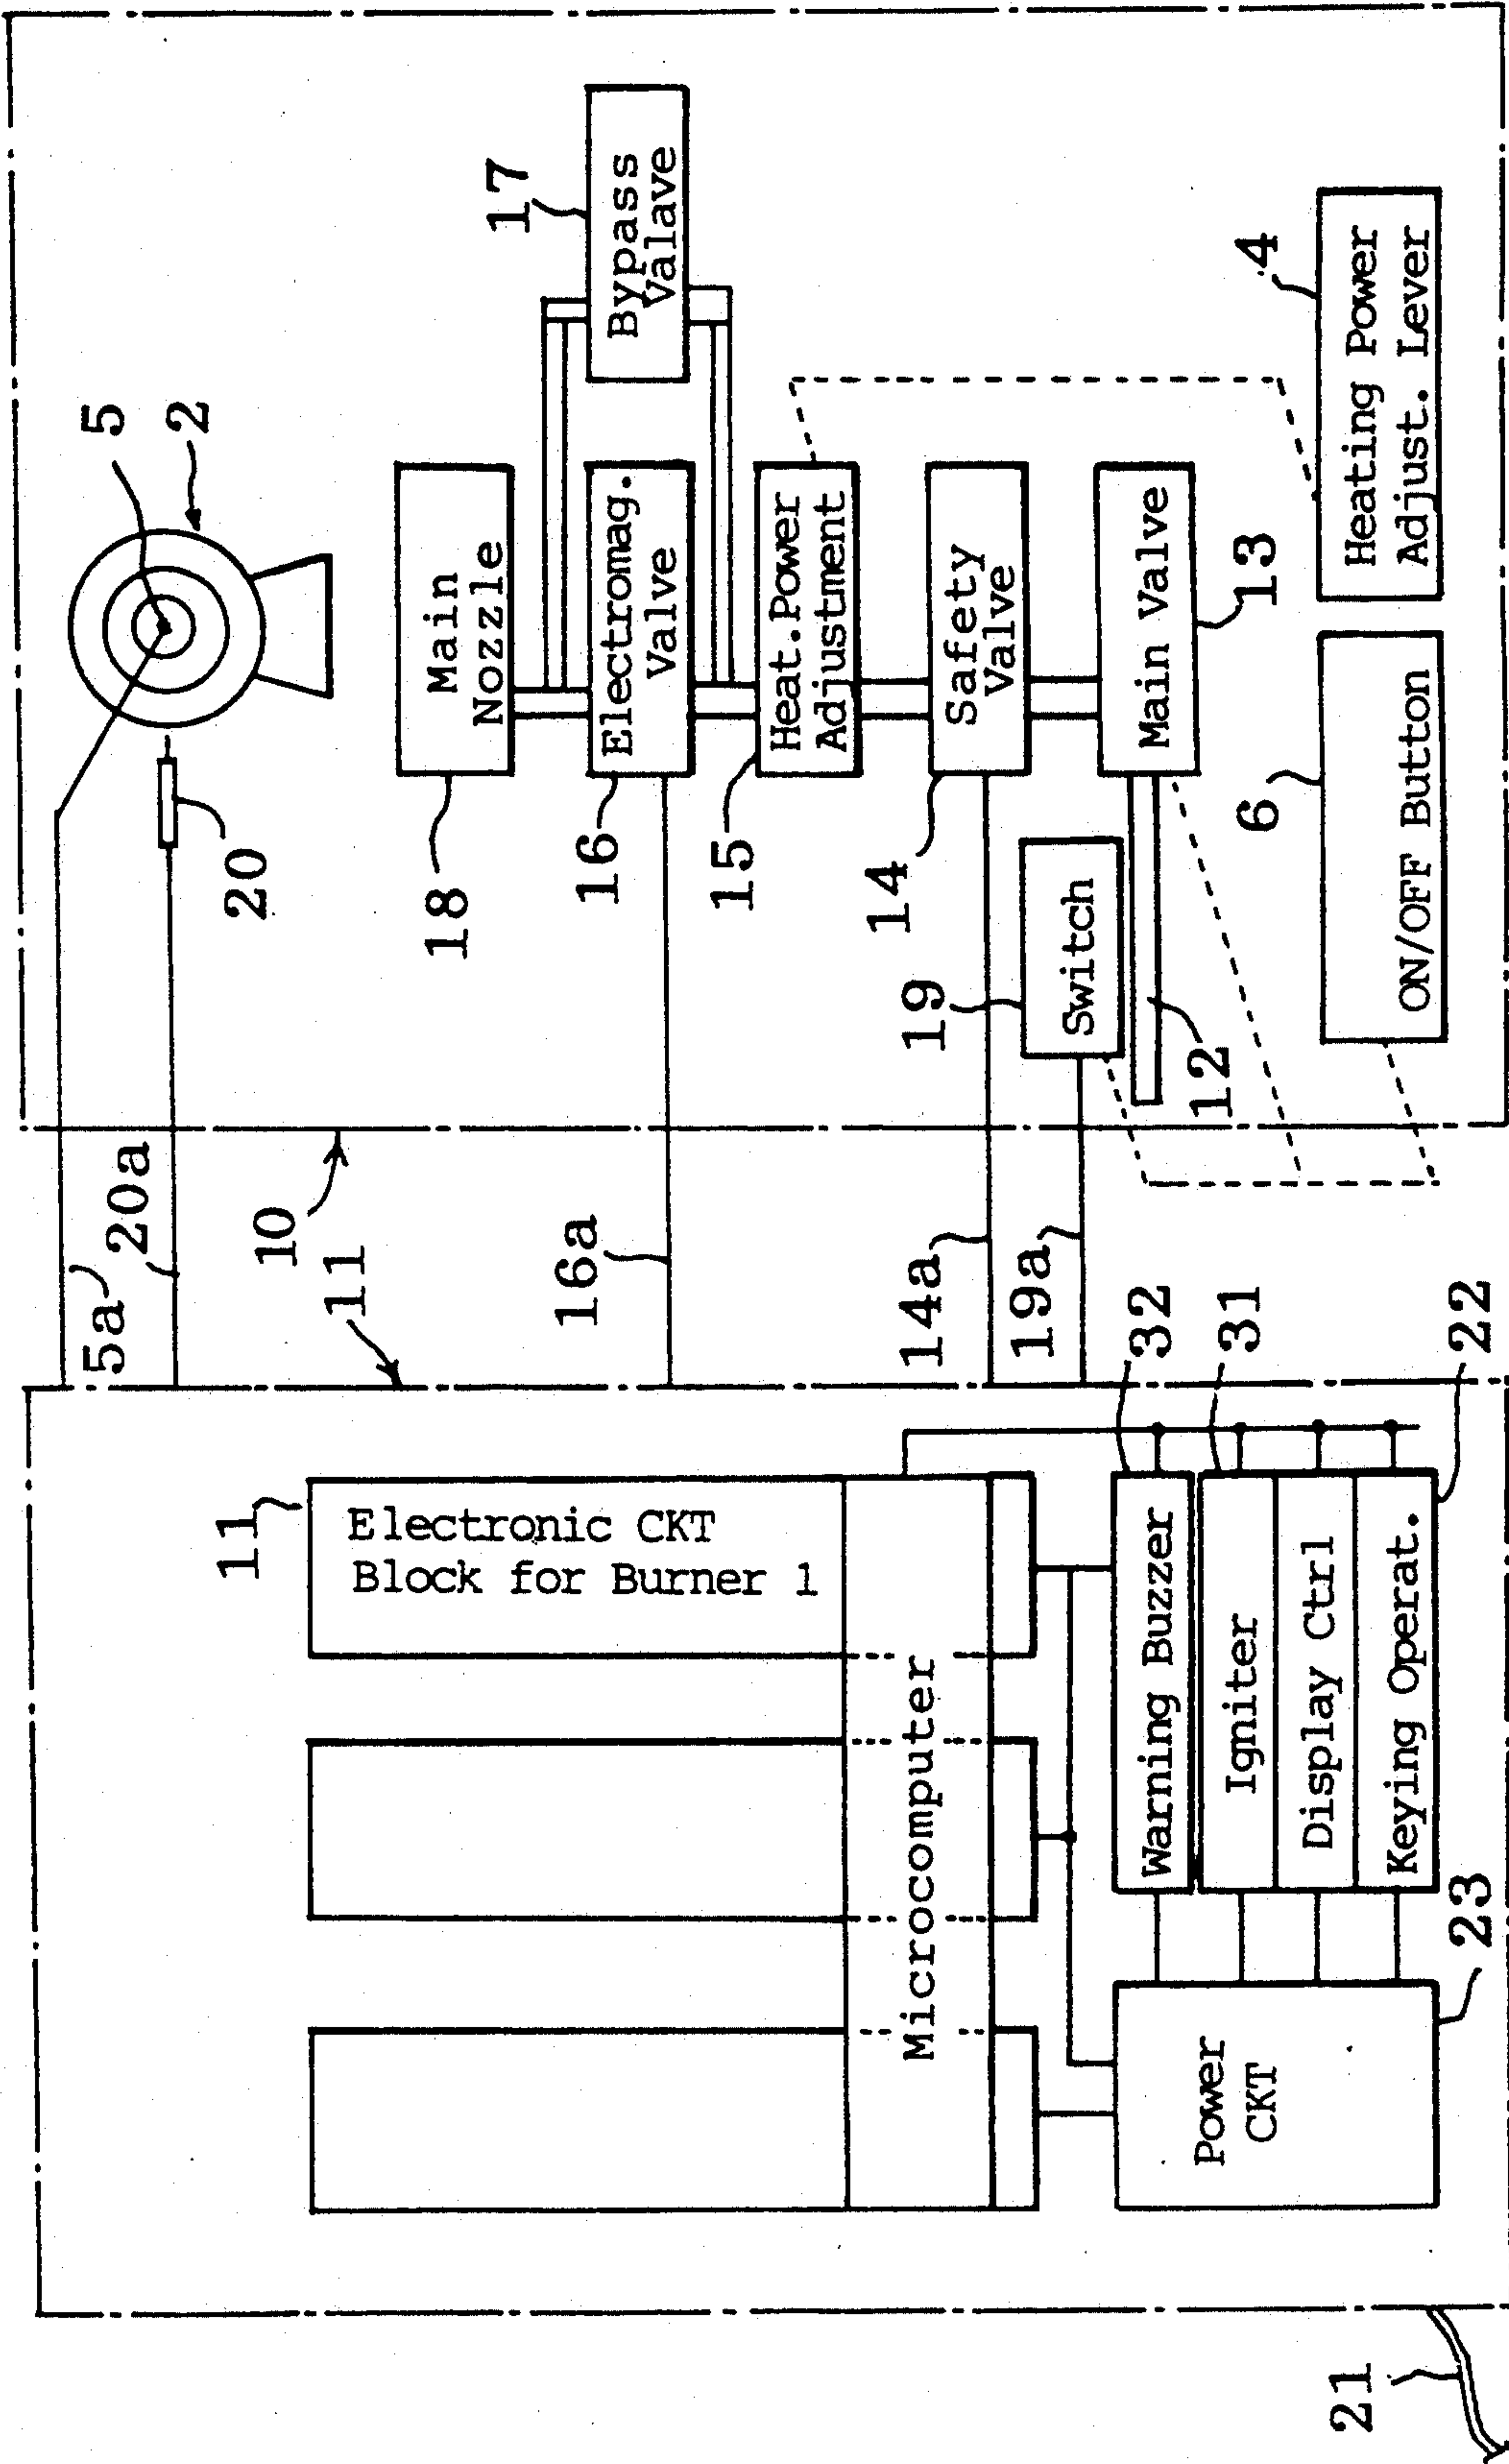 11
Electronic CKT
Block for Burner 1
Microcomputer
Power
CKT
23
Warning Buzzer
Igniter
Display Ctrl
Keying Operat.
32
31
22
21
5a
20a
10
11
16a
14a
19a
5
2
20
Main
Nozzle
18
17
Bypass
Valave
Electromag.
Valve
16
Heat.Power
Adjustment
15
Safety
Valve
14
19
Switch
Main Valve
13
12
6
ON/OFF Button
4
Heating Power
Adjust. Lever